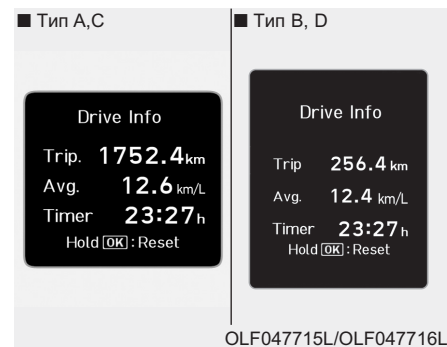 ■ Тип А,С
Drive Info
Trip. 1752.4km
Avg. 12.6 km/L
Timer 23:27h
Hold OK : Reset
■ Тип B, D
Drive Info
Trip 256.4 km
Avg. 12.4 km/L
Timer 23:27h
Hold OK : Reset
OLF047715L/OLF047716L